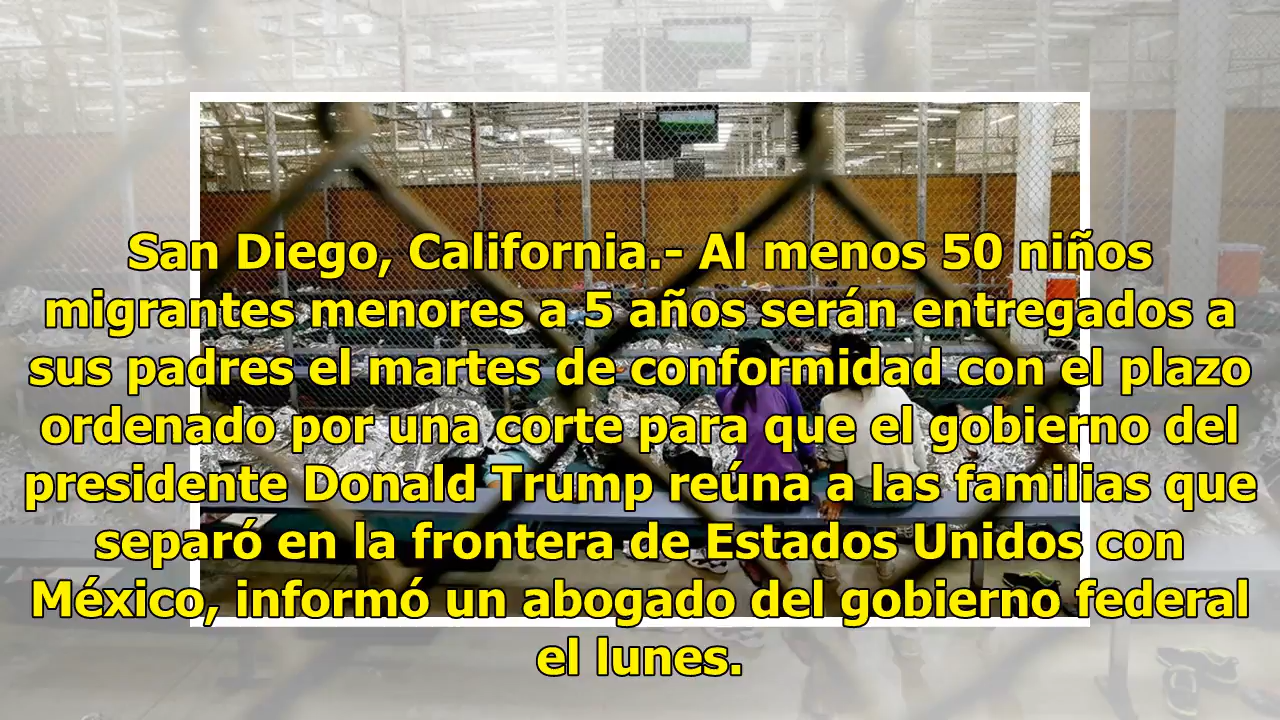 San Diego, California.- Al menos 50 niños
migrantes menores a 5 años serán entregados a
sus padres el martes de conformidad con el plazo
ordenado por una corte para que el gobierno del
presidente Donald Trump reúna a las familias que
separó en la frontera de Estados Unidos con
México, informó un abogado del gobierno federal
el lunes.